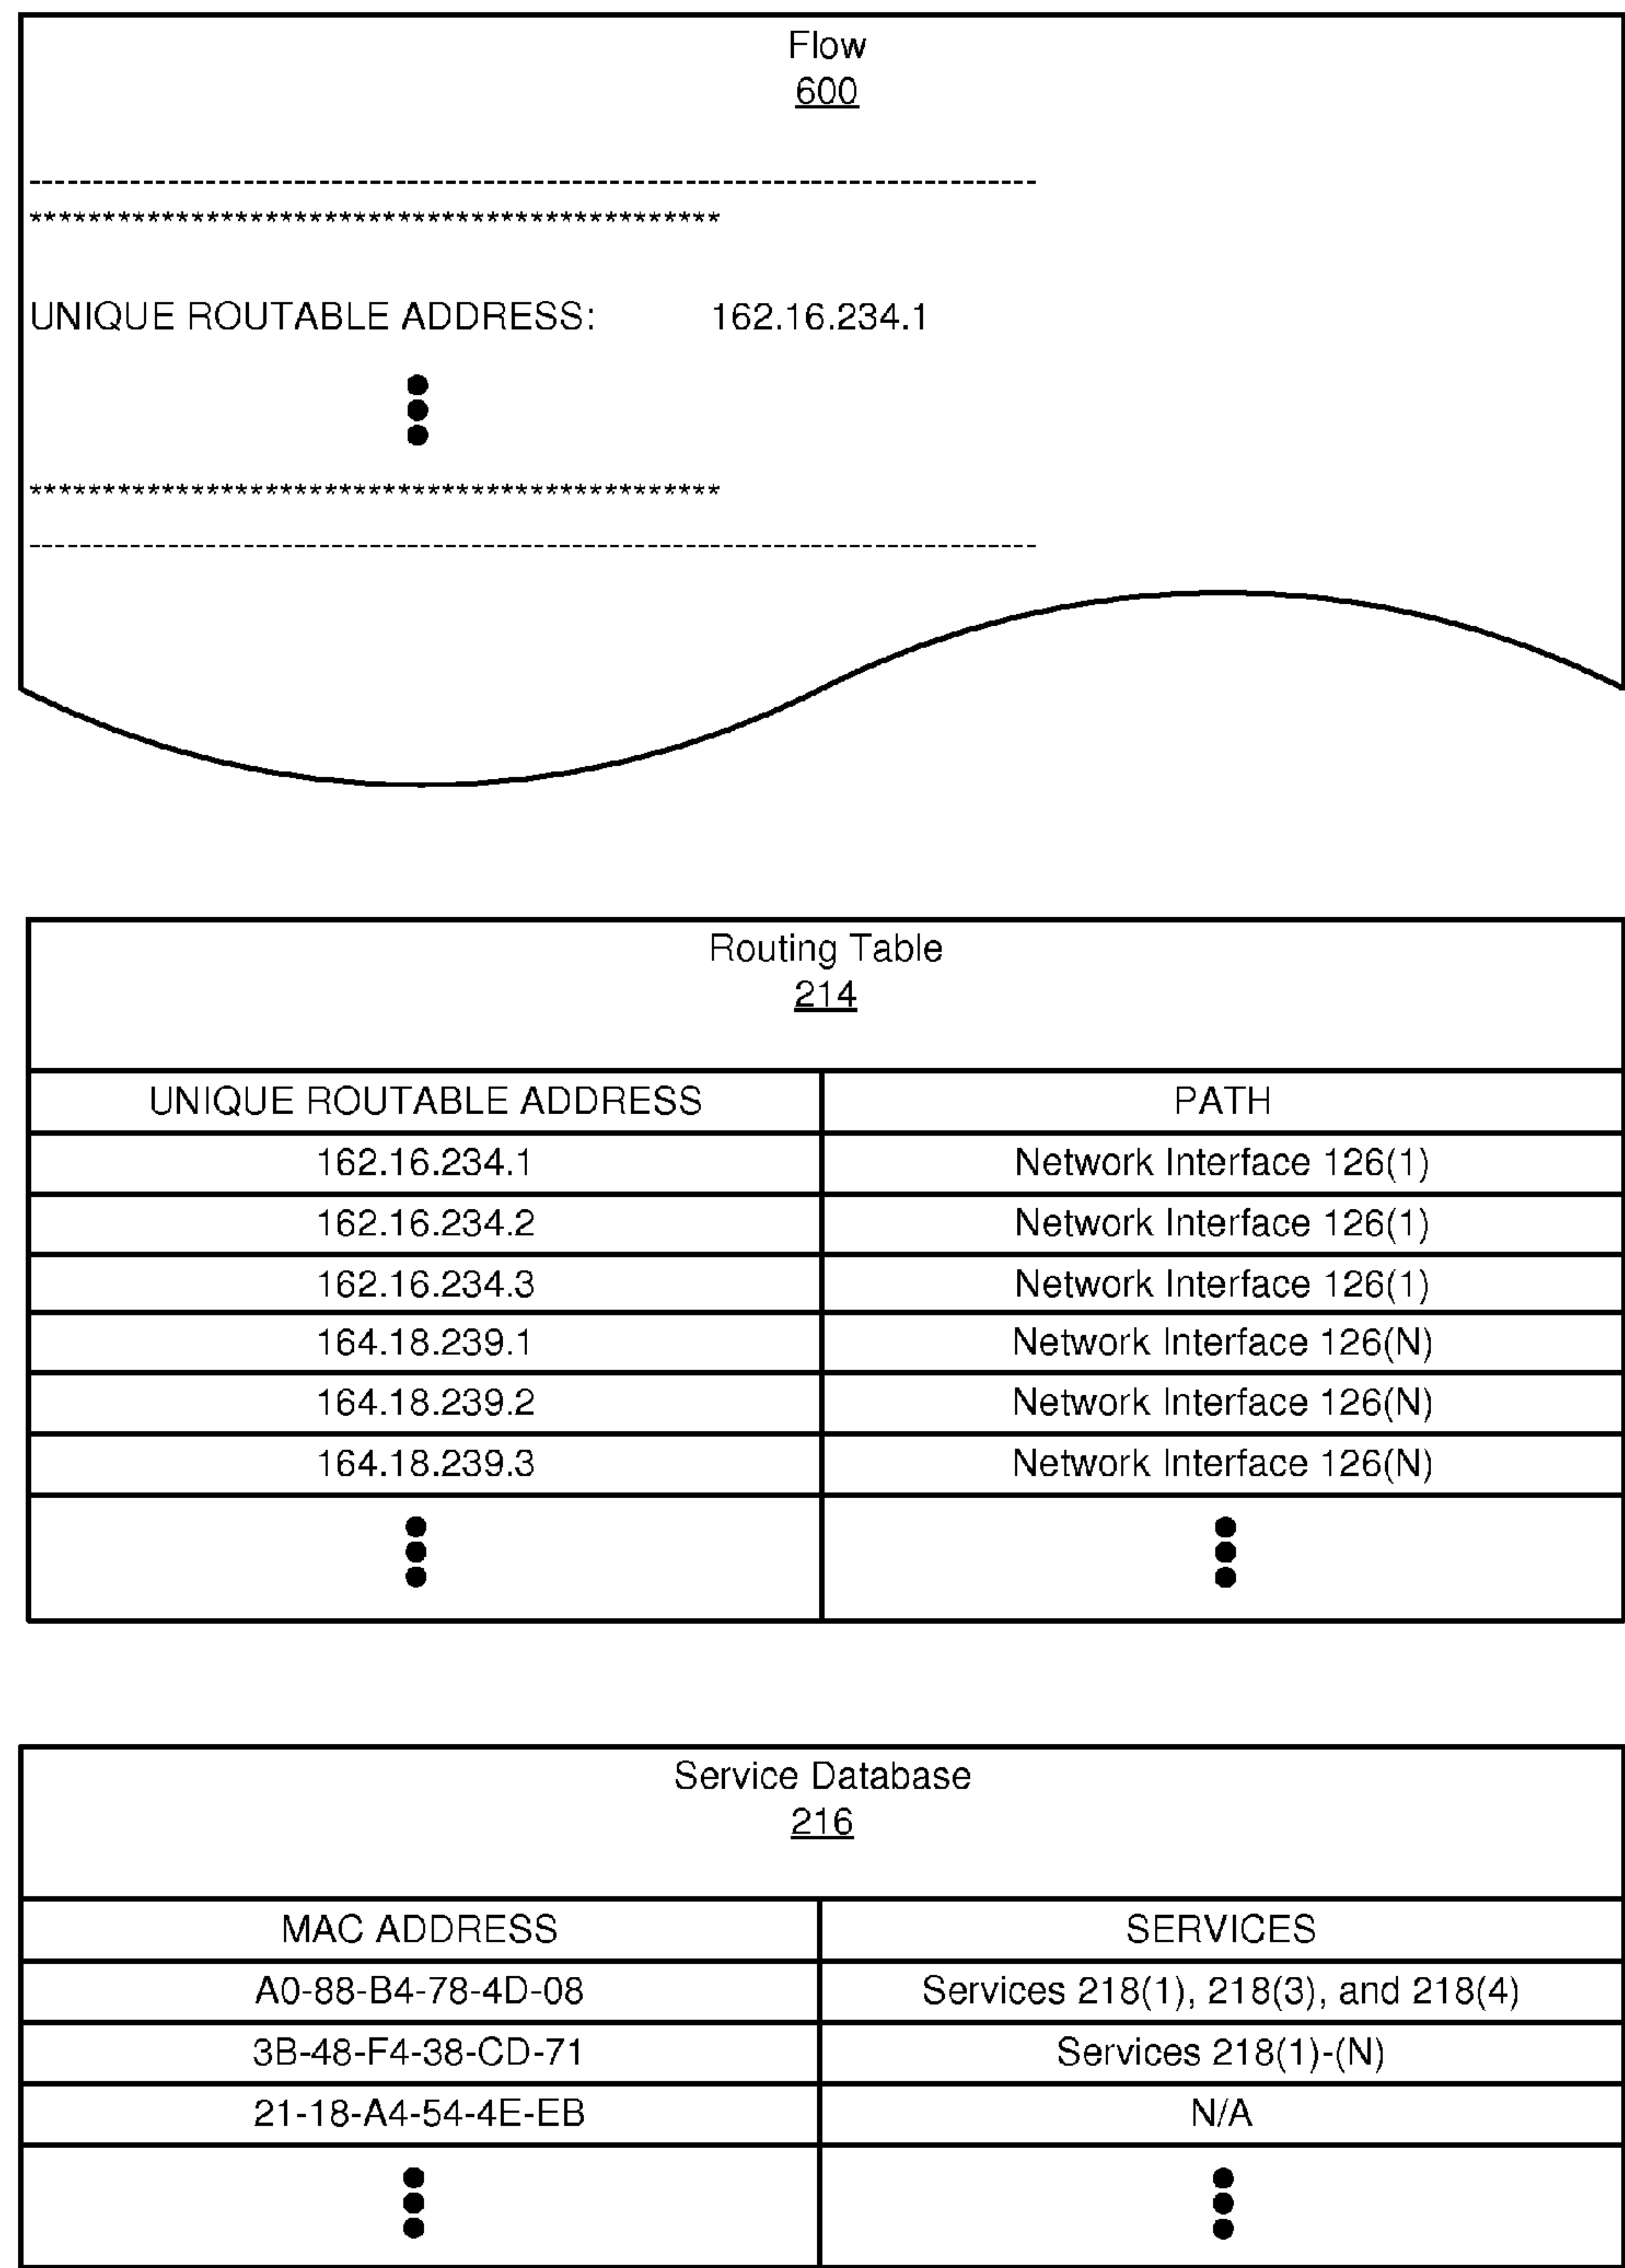 Flow
600
--------------------------------------------------------------------------------
***********************************************
UNIQUE ROUTABLE ADDRESS: 162.16.234.1
***********************************************
--------------------------------------------------------------------------------
Routing Table
214
UNIQUE ROUTABLE ADDRESS PATH
162.16.234.1 Network Interface 126(1)
162.16.234.2 Network Interface 126(1)
162.16.234.3 Network Interface 126(1)
164.18.239.1 Network Interface 126(N)
164.18.239.2 Network Interface 126(N)
164.18.239.3 Network Interface 126(N)
Service Database
216
MAC ADDRESS SERVICES
A0-88-B4-78-4D-08 Services 218(1), 218(3), and 218(4)
3B-48-F4-38-CD-71 Services 218(1)-(N)
21-18-A4-54-4E-EB N/A